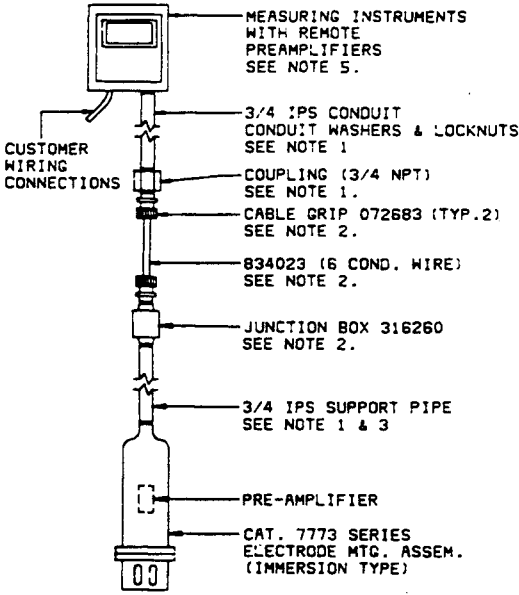 MEASURING INSTRUMENTS
WITH REMOTE
PREAMPLIFIERS
SEE NOTE 5.
3/4 IPS CONDUIT
CONDUIT WASHERS & LOCKNUTS
SEE NOTE 1
CUSTOMER
WIRING
CONNECTIONS
COUPLING (3/4 NPT)
SEE NOTE 1.
CABLE GRIP 072683 (TYP.2)
SEE NOTE 2.
834023 (6 COND. WIRE)
SEE NOTE 2.
JUNCTION BOX 316260
SEE NOTE 2.
3/4 IPS SUPPORT PIPE
SEE NOTE 1 & 3
PRE-AMPLIFIER
CAT. 7773 SERIES
ELECTRODE MTG. ASSEM.
(IMMERSION TYPE)